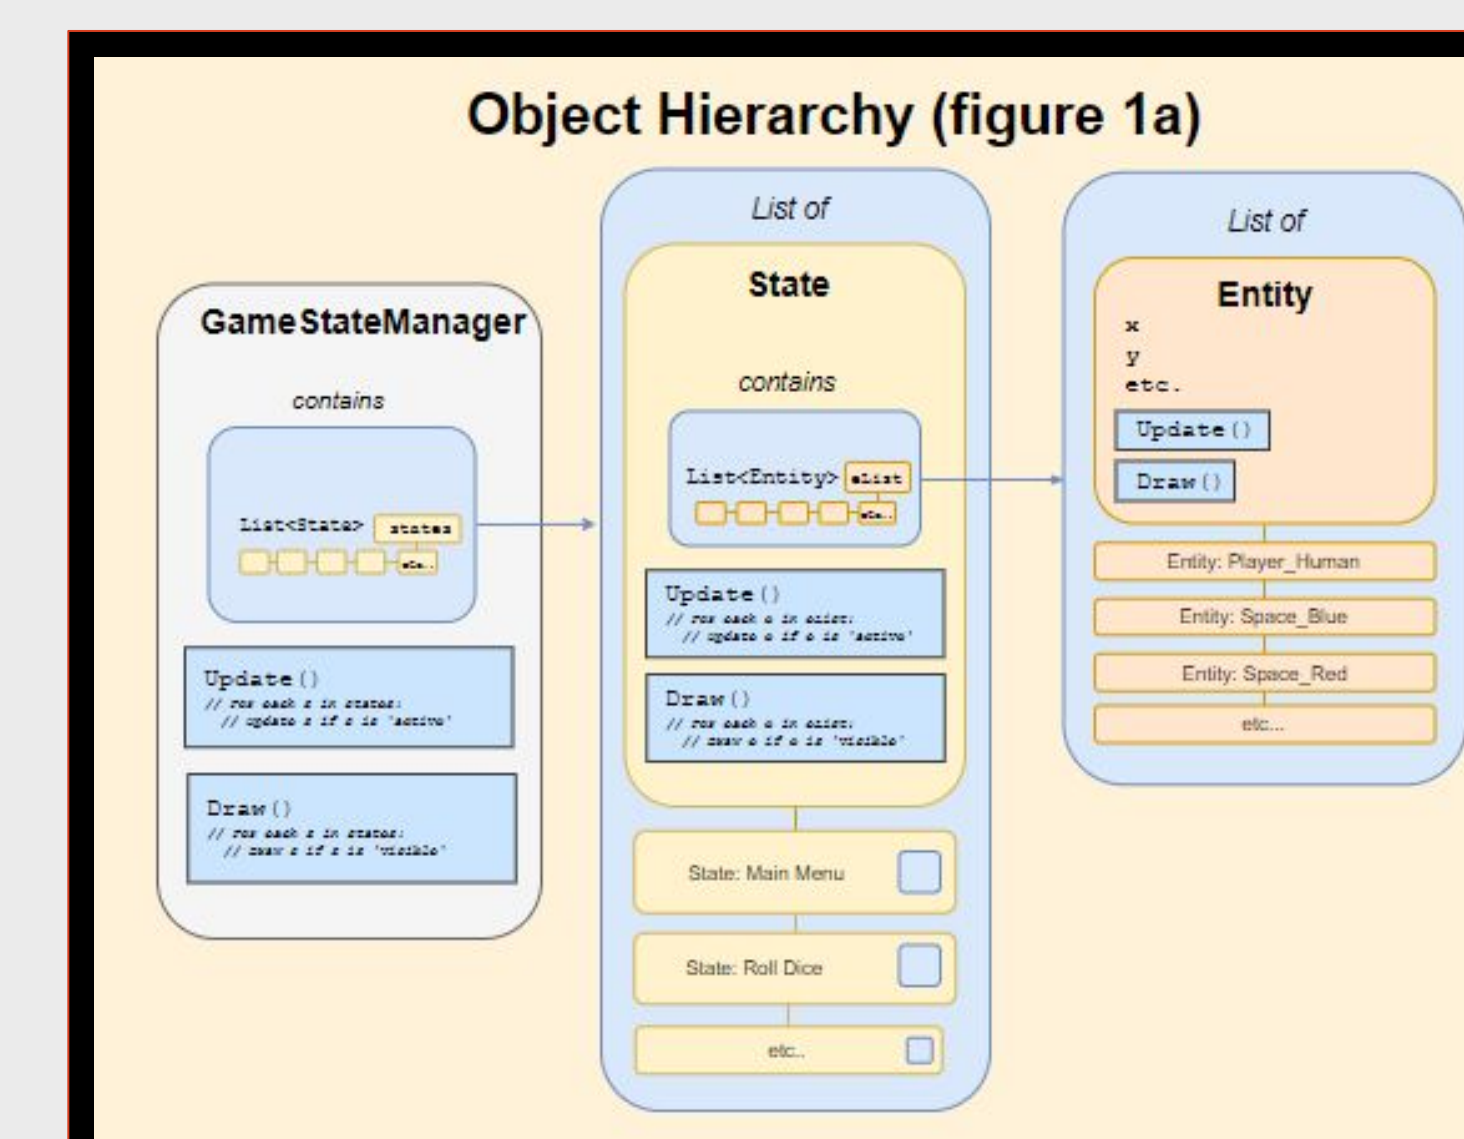 Object Hierarchy (figure 1a)
GameStateManager
contains
List<State> states
etc..
Update()
// for each s in states:
// update s if s is 'active'
Draw()
// for each s in states:
// draw s if s is 'visible'
List of
State
contains
List<Entity> eList
etc..
Update()
// for each e in eList:
// update e if e is 'active'
Draw()
// for each e in eList:
// draw e if e is 'visible'
State: Main Menu
State: Roll Dice
etc..
List of
Entity
x
y
etc.
Update()
Draw()
Entity: Player_Human
Entity: Space_Blue
Entity: Space_Red
etc...